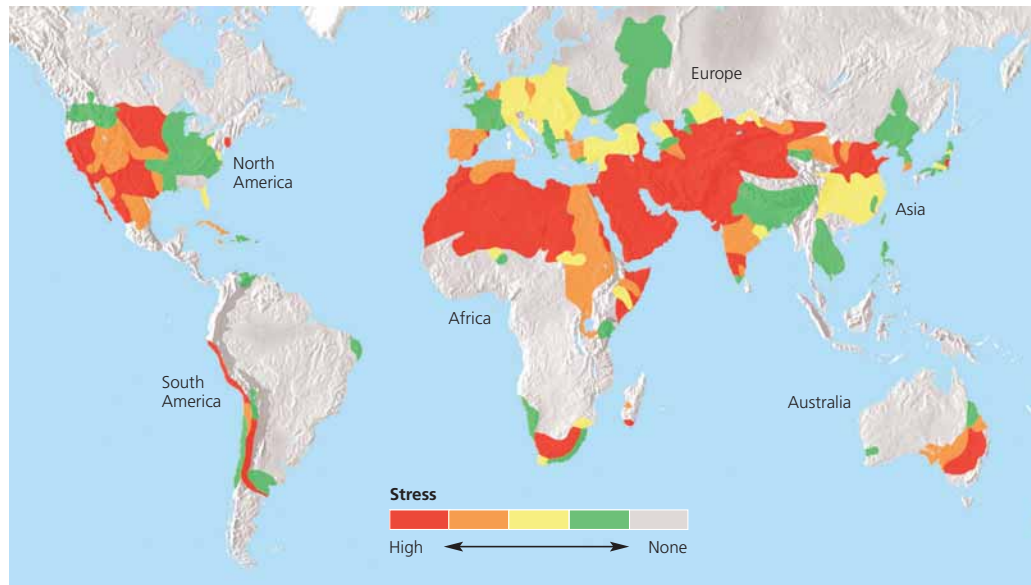 Europe
North
America
Asia
Africa
South
America
Australia
Stress
High None